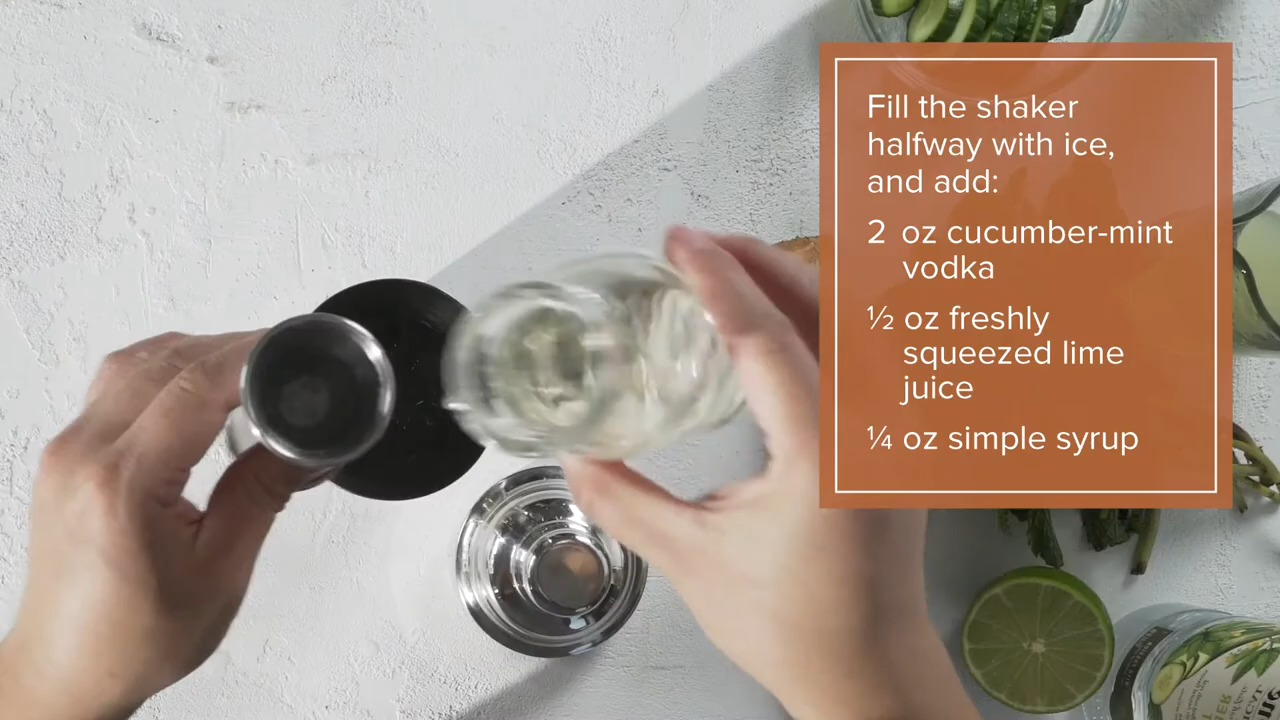 Fill the shaker
halfway with ice,
and add:
2 oz cucumber-mint
vodka
½ oz freshly
squeezed lime
juice
¼ oz simple syrup